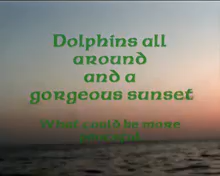 Dolphins all
around
and a
gorgeous sunset
What could be more